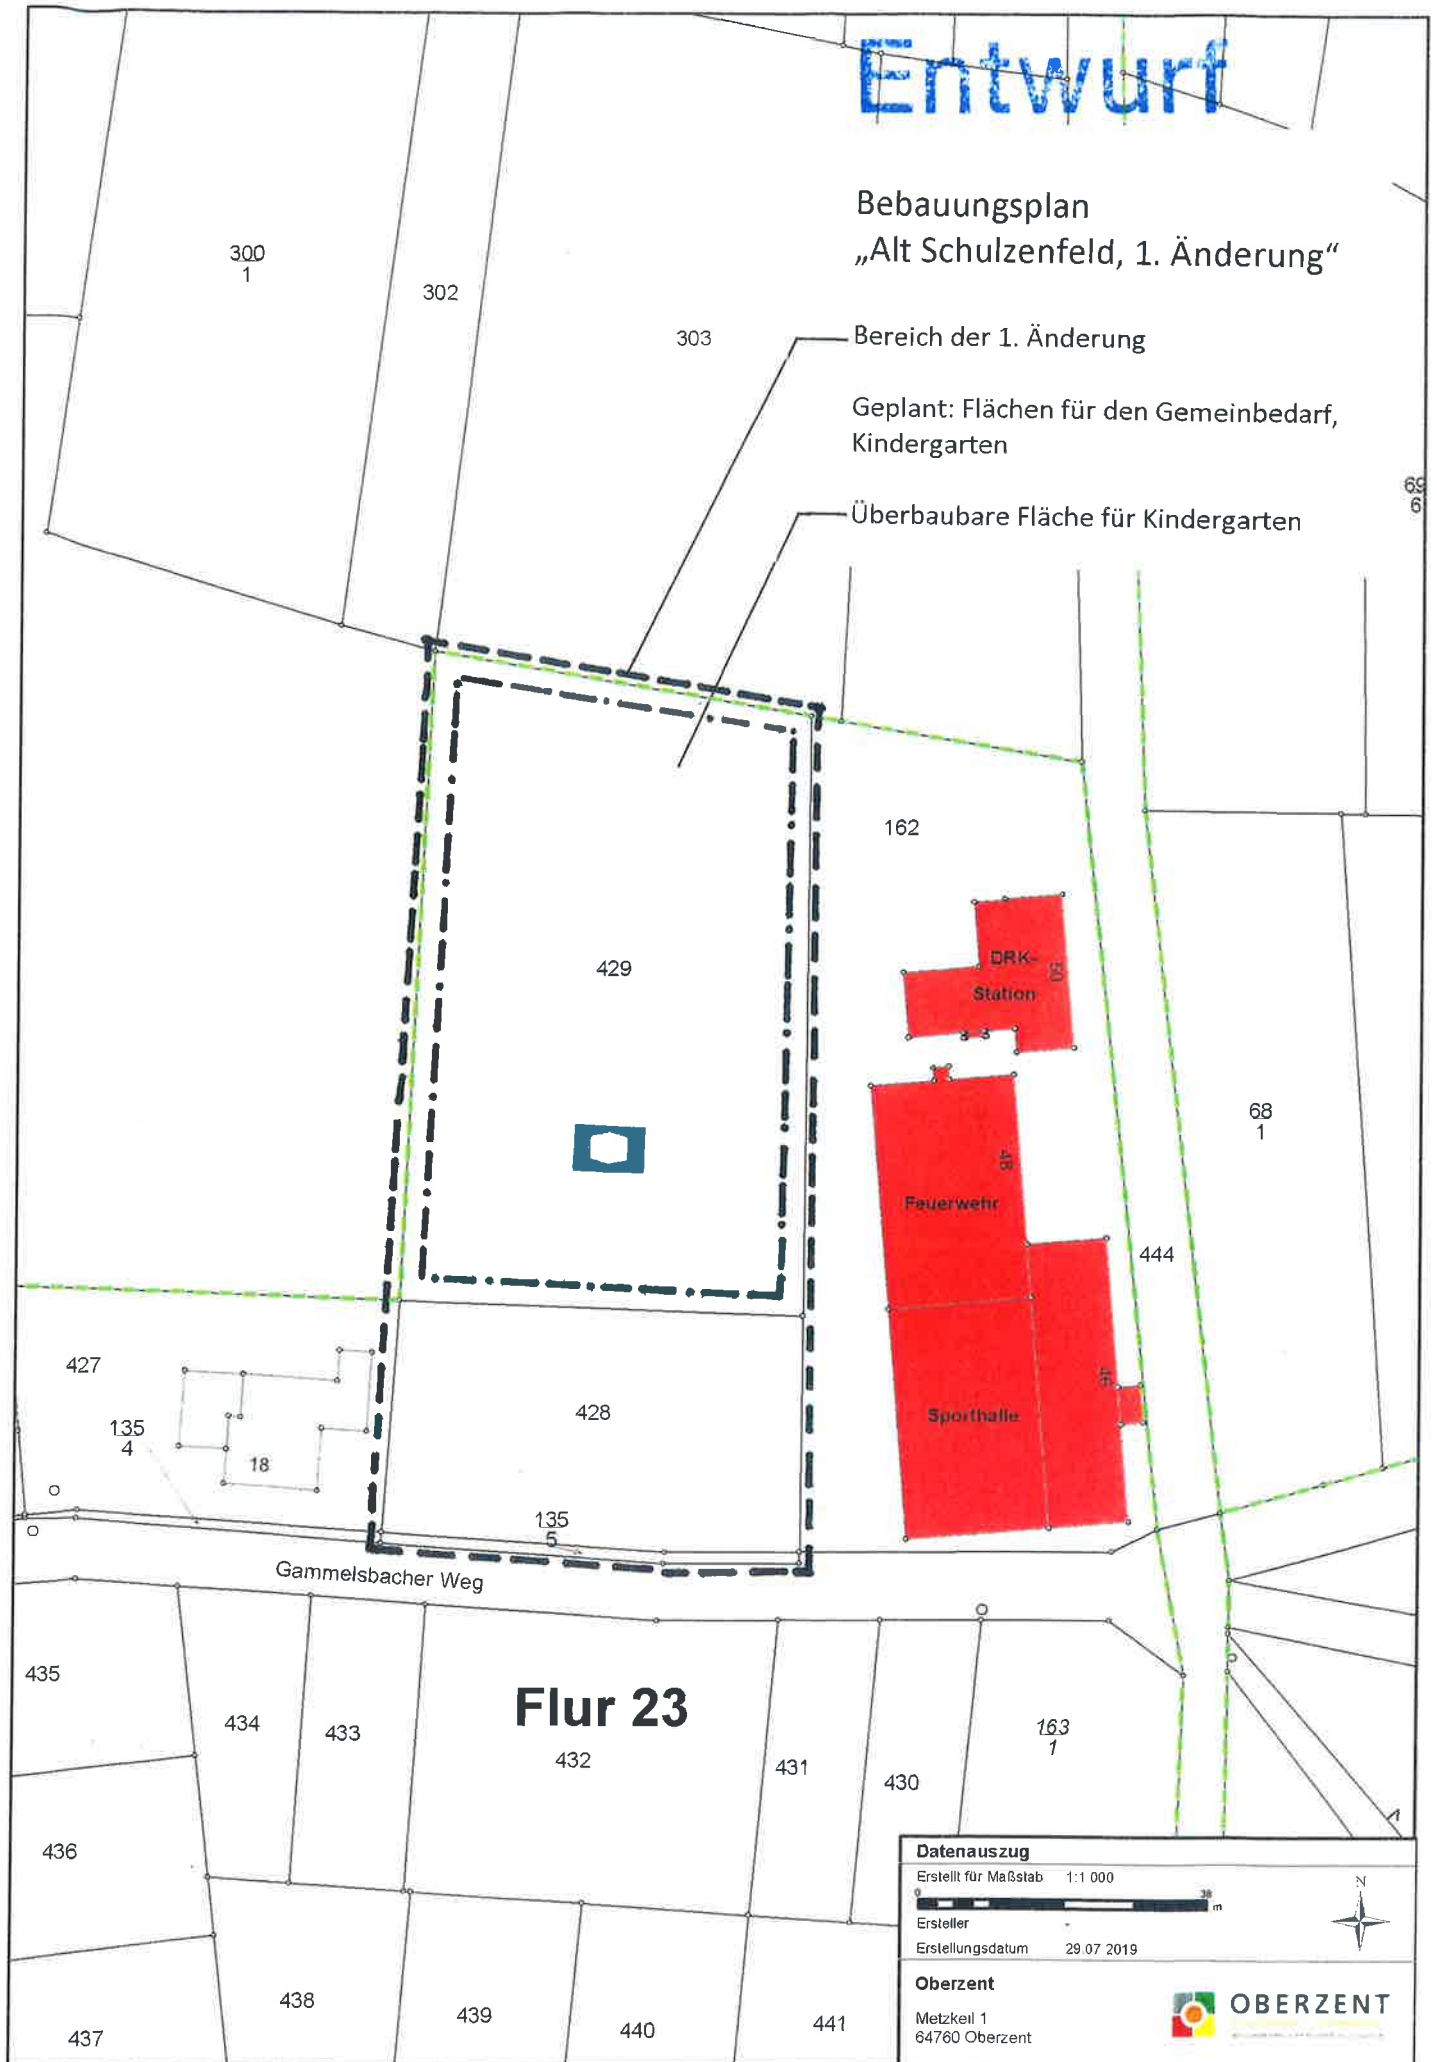 Entwurf
Bebauungsplan
„Alt Schulzenfeld, 1. Änderung“
300
1
302
303
Bereich der 1. Änderung
Geplant: Flächen für den Gemeinbedarf,
Kindergarten
69
6
Überbaubare Fläche für Kindergarten
162
429
DRK-
Station
50
68
1
48
Feuerwehr
444
427
428
46
Sporthalle
135
4
18
135
5
Gammelsbacher Weg
435
434
433
Flur 23
432
431
430
163
1
436
Datenauszug
Erstellt für Maßstab 1:1 000
0 38
m
N
Ersteller -
Erstellungsdatum 29.07 2019
Oberzent
Metzkeil 1
64760 Oberzent
OBERZENT
438
439
440
441
437